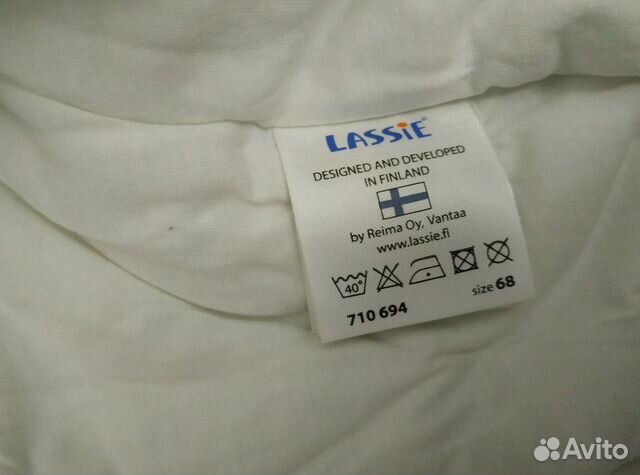 LASSiE
DESIGNED AND DEVELOPED
IN FINLAND
by Reima Oy, Vantaa
www.lassie.fi
40°
710 694 size 68
Avito